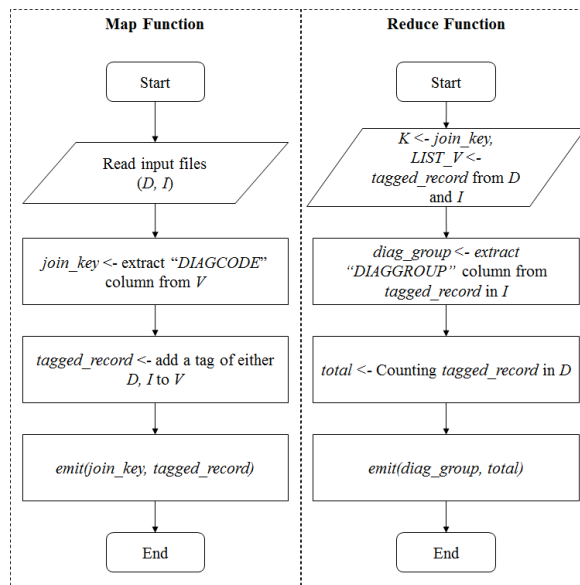 Map Function
Start
Read input files
(D, I)
join_key <- extract “DIAGCODE”
column from V
tagged_record <- add a tag of either
D, I to V
emit(join_key, tagged_record)
End
Reduce Function
Start
K <- join_key,
LIST_V <-
tagged_record from D
and I
diag_group <- extract
“DIAGGROUP” column from
tagged_record in I
total <- Counting tagged_record in D
emit(diag_group, total)
End